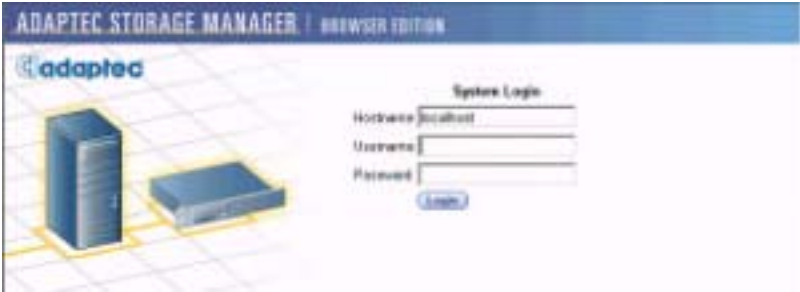 ADAPTEC STORAGE MANAGER | BROWSER EDITION
adaptec
System Login
Hostname localhost
Username
Password
Login